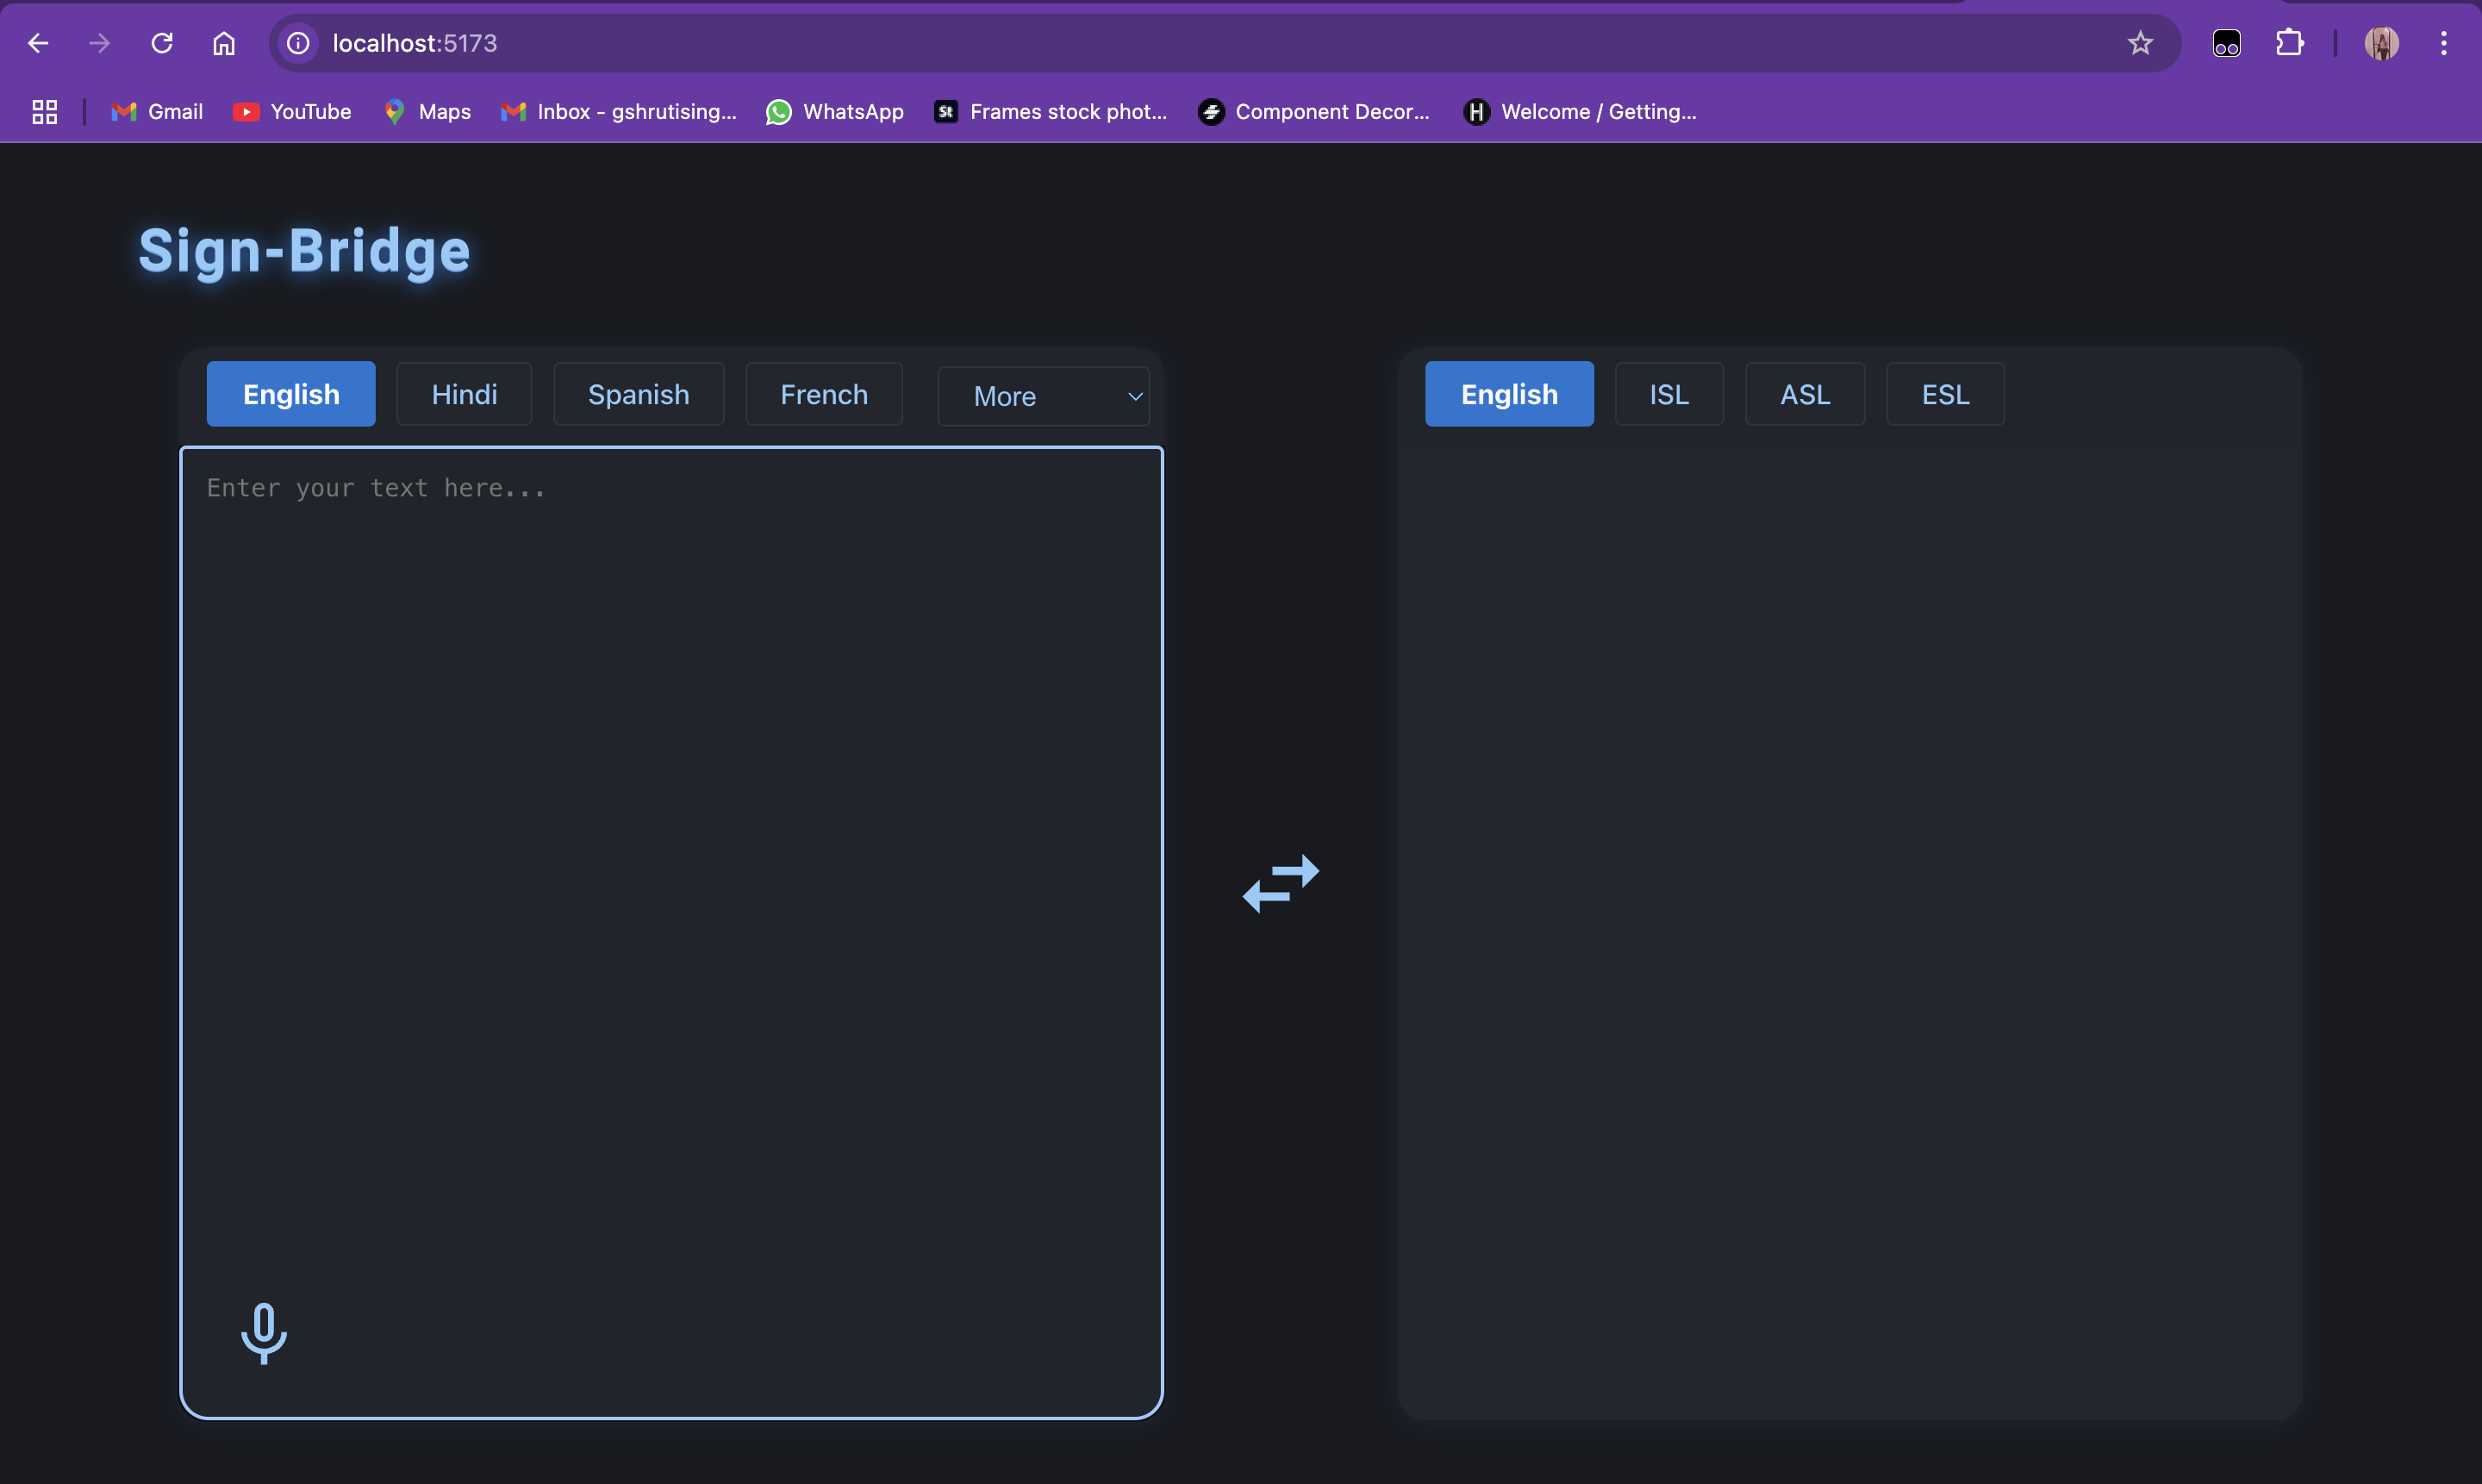 localhost:5173
Gmail YouTube Maps Inbox - gshrutising... WhatsApp Frames stock phot... Component Decor... Welcome / Getting...
Sign-Bridge
English Hindi Spanish French More
Enter your text here...
English ISL ASL ESL